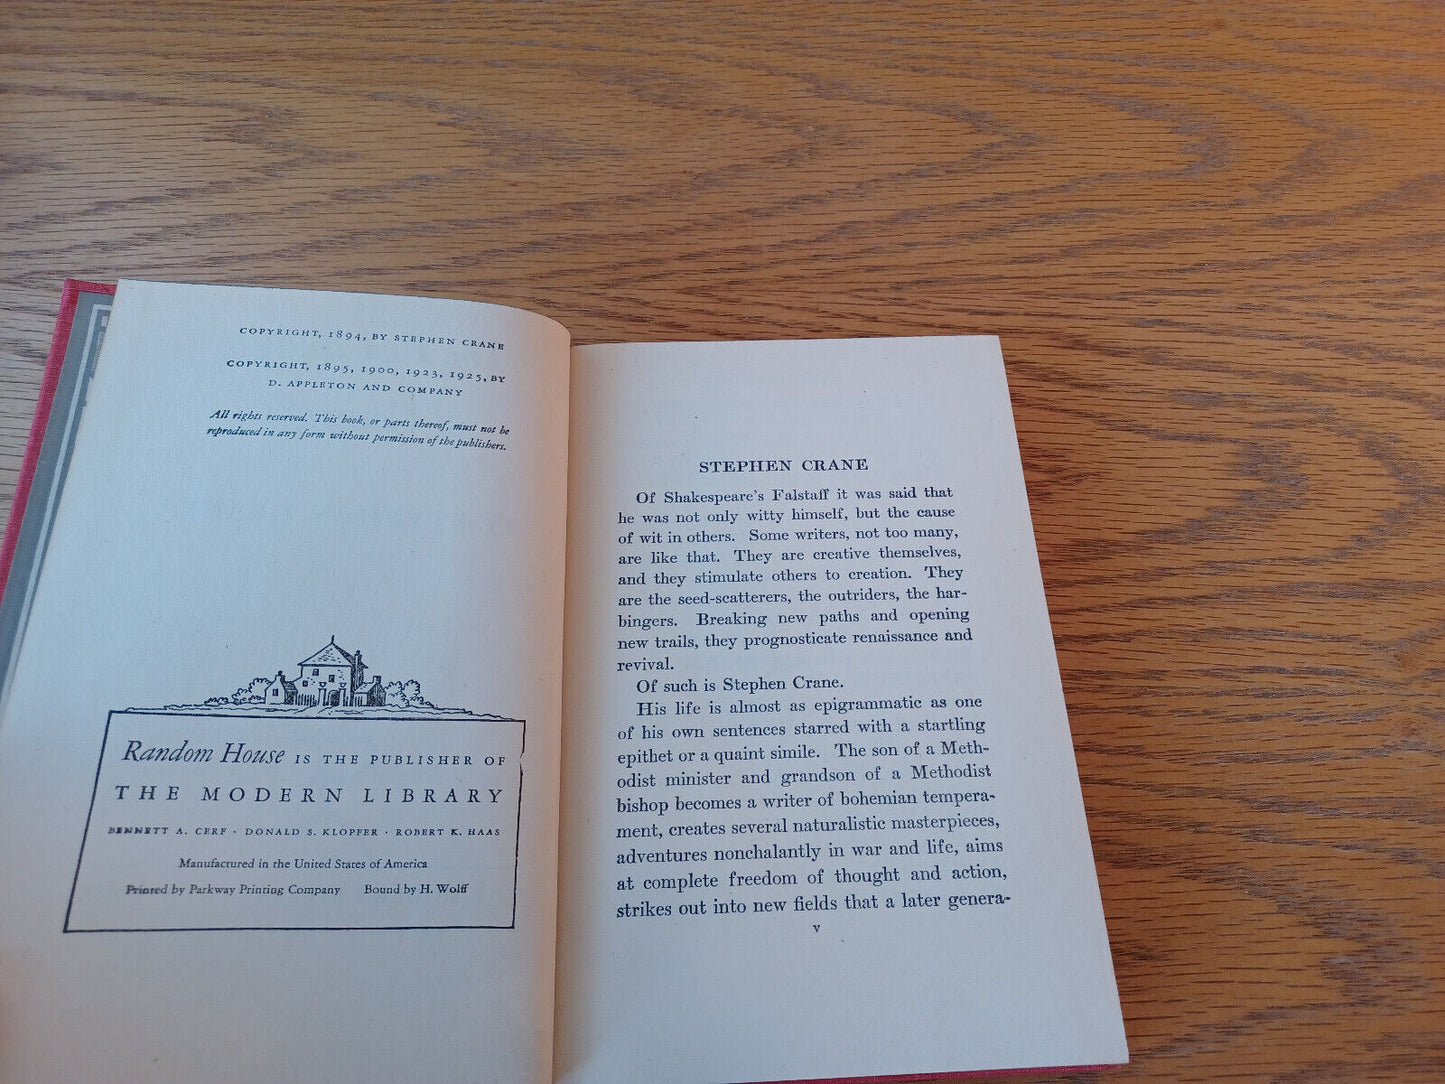 COPYRIGHT, 1894, BY STEPHEN CRANE
COPYRIGHT, 1895, 1900, 1923, 1925, BY
D. APPLETON AND COMPANY
All rights reserved. This book, or parts thereof, must not be
reproduced in any form without permission of the publishers.
Random House IS THE PUBLISHER OF
THE MODERN LIBRARY
BENNETT A. CERF · DONALD S. KLOPFER · ROBERT K. HAAS
Manufactured in the United States of America
Printed by Parkway Printing Company Bound by H. Wolff
STEPHEN CRANE
Of Shakespeare's Falstaff it was said that
he was not only witty himself, but the cause
of wit in others. Some writers, not too many,
are like that. They are creative themselves,
and they stimulate others to creation. They
are the seed-scatterers, the outriders, the har-
bingers. Breaking new paths and opening
new trails, they prognosticate renaissance and
revival.
Of such is Stephen Crane.
His life is almost as epigrammatic as one
of his own sentences starred with a startling
epithet or a quaint simile. The son of a Meth-
odist minister and grandson of a Methodist
bishop becomes a writer of bohemian tempera-
ment, creates several naturalistic masterpieces,
adventures nonchalantly in war and life, aims
at complete freedom of thought and action,
strikes out into new fields that a later genera-
v